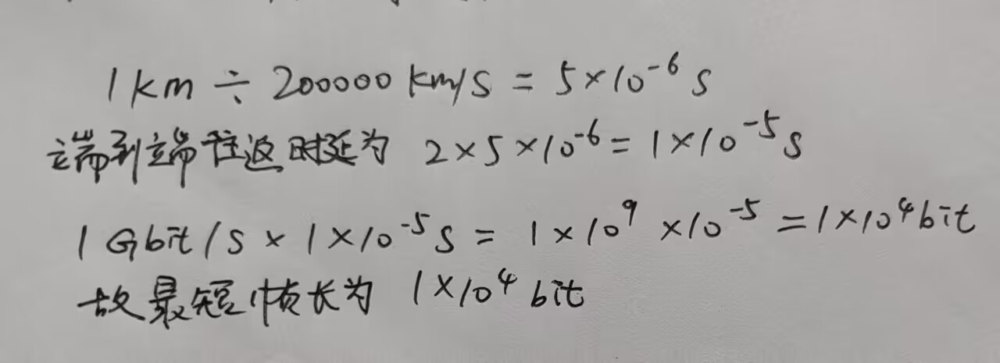 1 km ÷ 200000 km/s = 5×10⁻⁶ s
端到端往返时延为 2×5×10⁻⁶ = 1×10⁻⁵ s
1 Gbit/s × 1×10⁻⁵ s = 1×10⁹ ×10⁻⁵ = 1×10⁴ bit
故最短帧长为 1×10⁴ bit